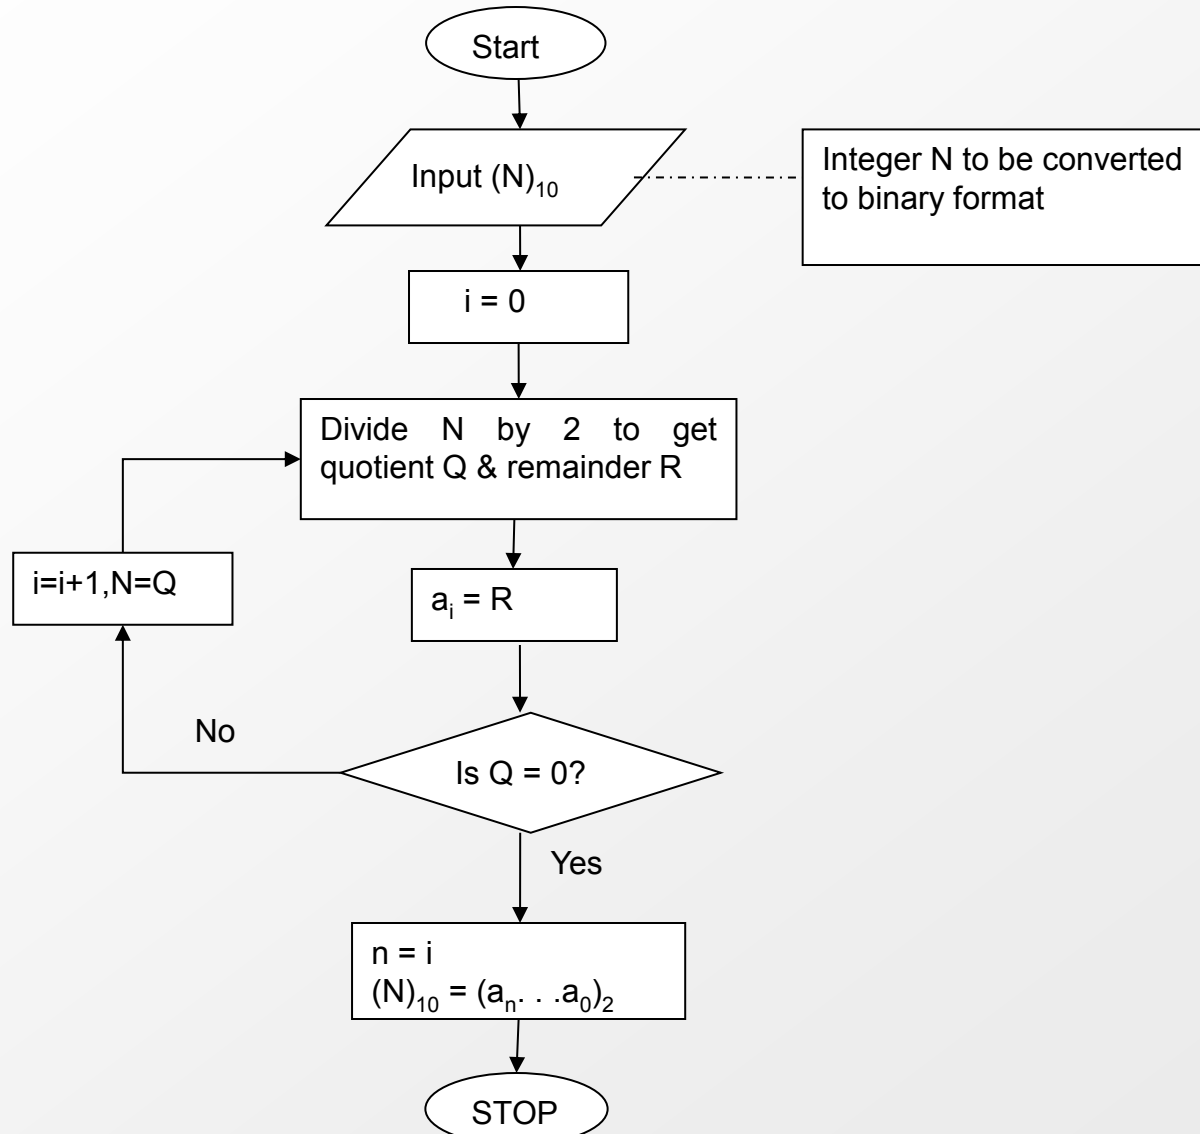 Start
Input (N)₁₀
Integer N to be converted
to binary format
i = 0
Divide N by 2 to get
quotient Q & remainder R
i=i+1,N=Q
aᵢ = R
No
Is Q = 0?
Yes
n = i
(N)₁₀ = (aₙ. . .a₀)₂
STOP